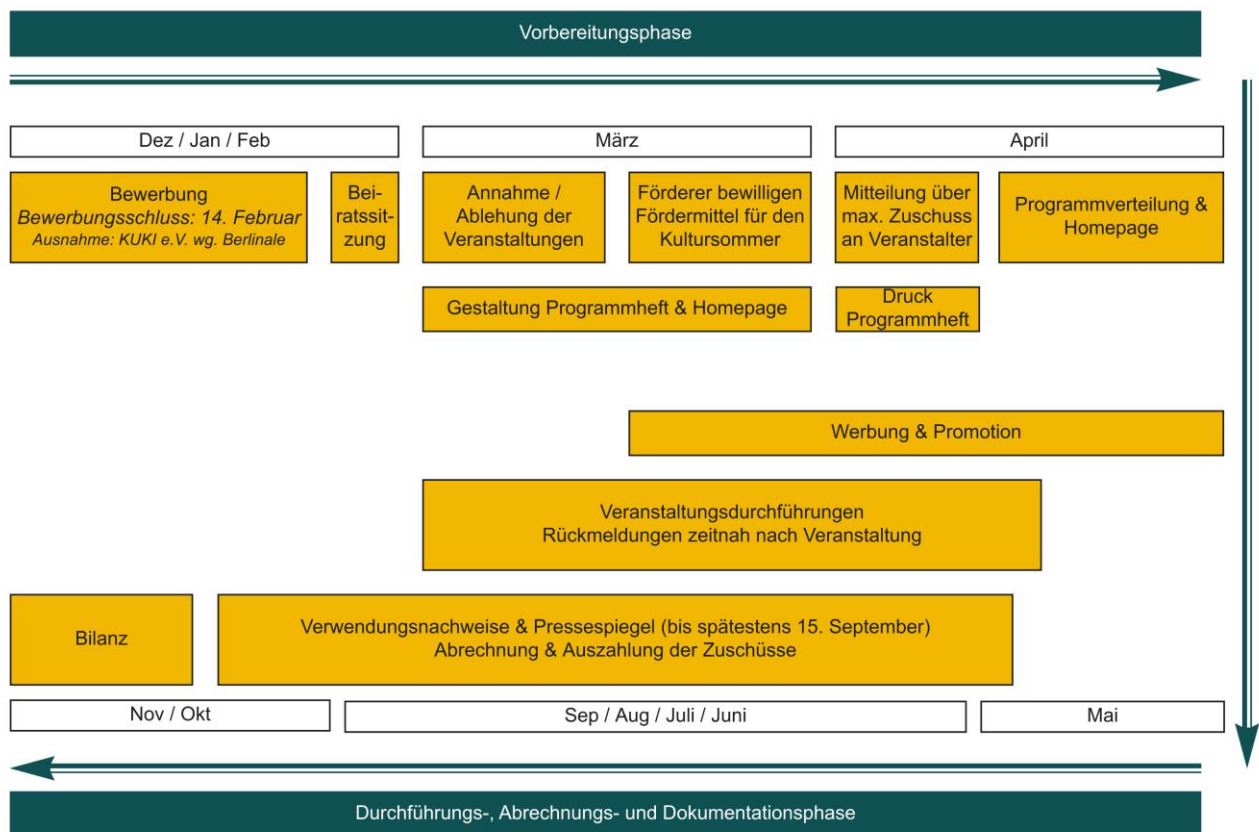 Vorbereitungsphase
Dez / Jan / Feb
März
April
Bewerbung
Bewerbungsschluss: 14. Februar
Ausnahme: KUKI e.V. wg. Berlinale
Bei-
ratssit-
zung
Annahme /
Ablehung der
Veranstaltungen
Förderer bewilligen
Fördermittel für den
Kultursommer
Mitteilung über
max. Zuschuss
an Veranstalter
Programmverteilung &
Homepage
Gestaltung Programmheft & Homepage
Druck
Programmheft
Werbung & Promotion
Veranstaltungsdurchführungen
Rückmeldungen zeitnah nach Veranstaltung
Bilanz
Verwendungsnachweise & Pressespiegel (bis spätestens 15. September)
Abrechnung & Auszahlung der Zuschüsse
Nov / Okt
Sep / Aug / Juli / Juni
Mai
Durchführungs-, Abrechnungs- und Dokumentationsphase